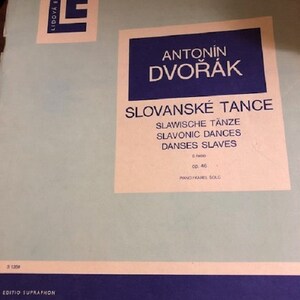 ANTONÍN
DVOŘÁK
SLOVANSKÉ TANCE
SLAWISCHE TÄNZE
SLAVONIC DANCES
DANSES SLAVES
op. 46
EDITIO SUPRAPHON